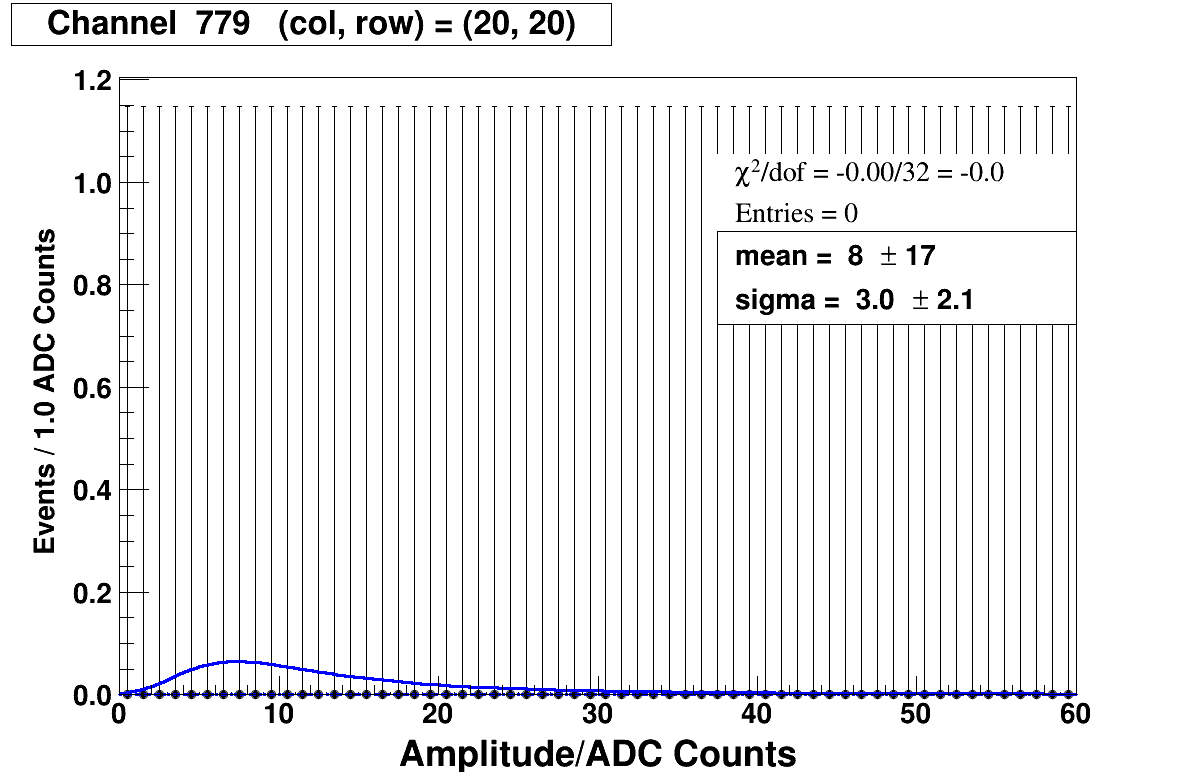 Channel 779 (col, row) = (20, 20)
1.2
1.0
0.8
0.6
0.4
0.2
0.0
Events / 1.0 ADC Counts
χ²/dof = -0.00/32 = -0.0
Entries = 0
mean = 8 ± 17
sigma = 3.0 ± 2.1
0 10 20 30 40 50 60
Amplitude/ADC Counts